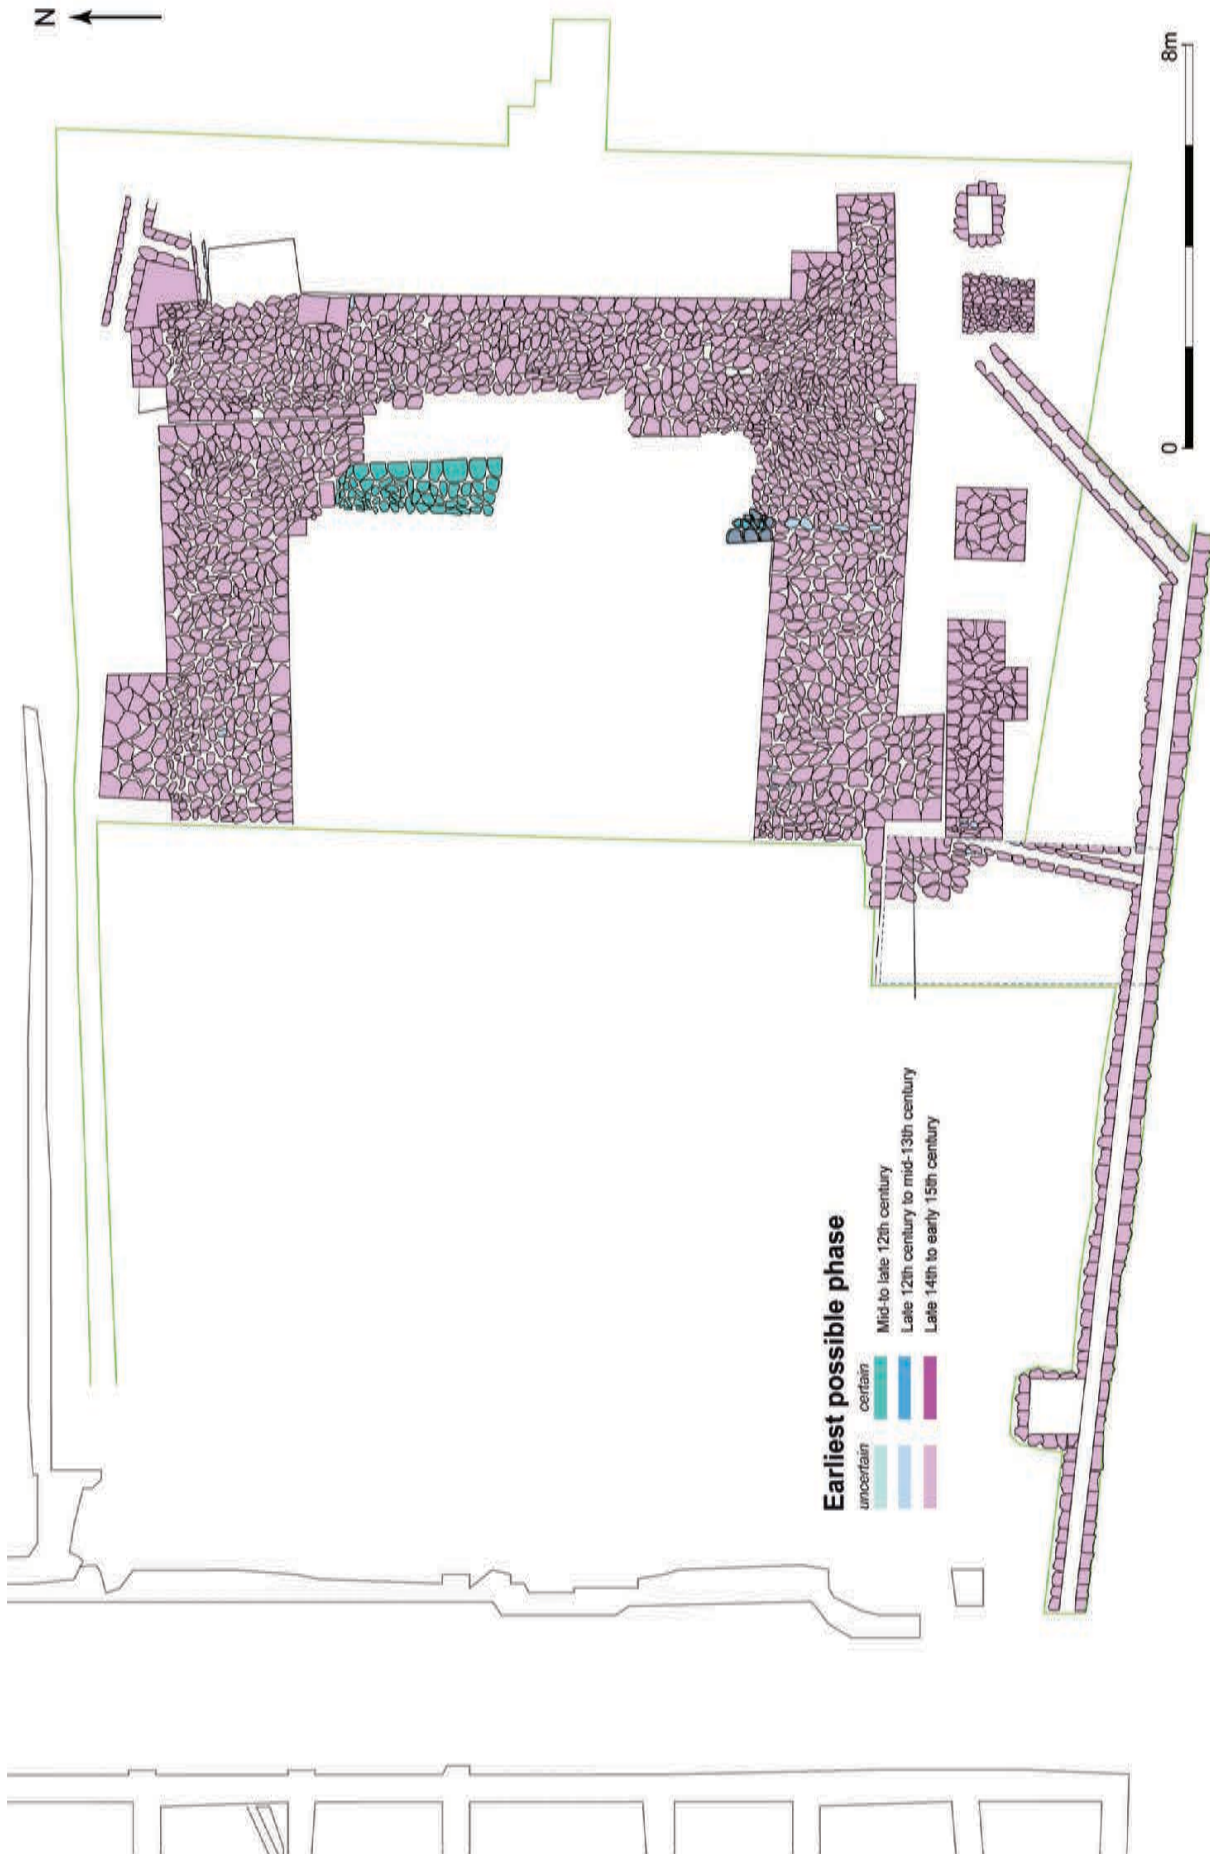 N
8m
0
Earliest possible phase
uncertain certain
Mid-to late 12th century
Late 12th century to mid-13th century
Late 14th to early 15th century